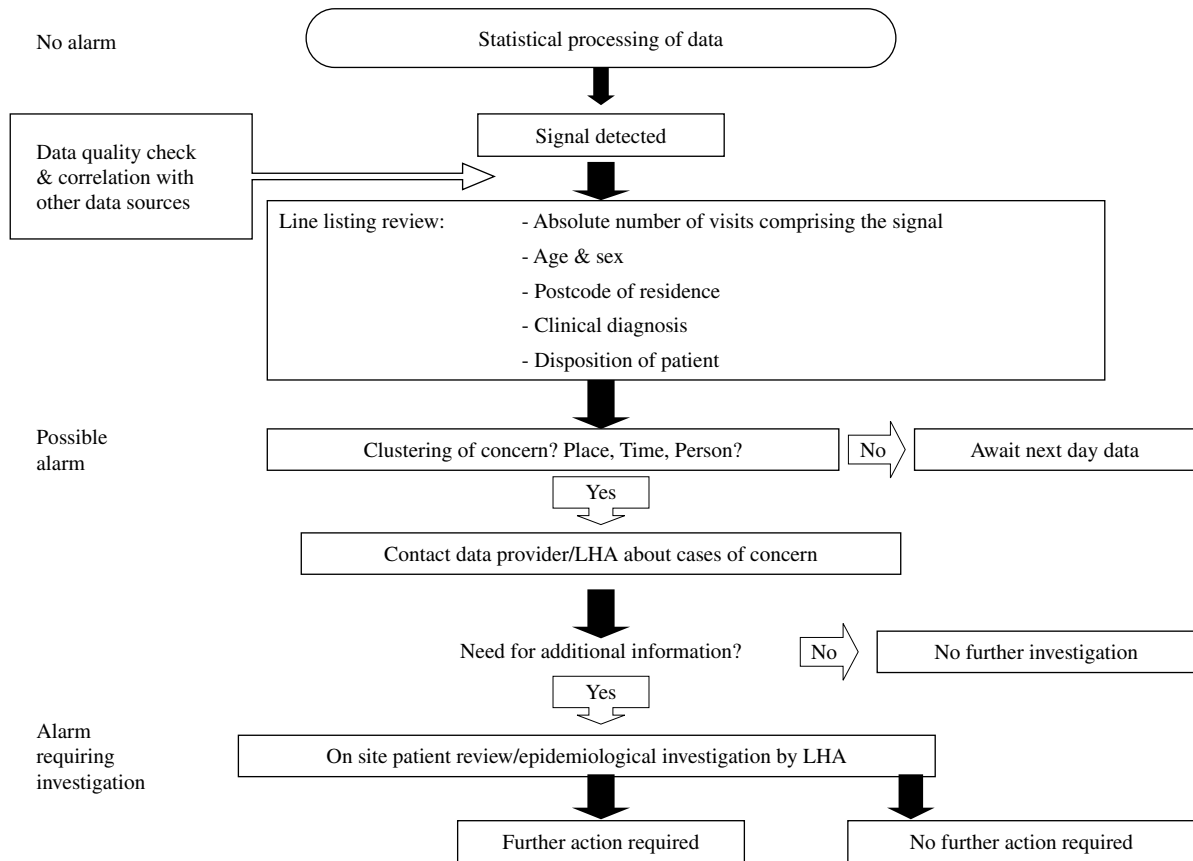 No alarm
Statistical processing of data
Signal detected
Data quality check
& correlation with
other data sources
Line listing review:
- Absolute number of visits comprising the signal
- Age & sex
- Postcode of residence
- Clinical diagnosis
- Disposition of patient
Possible
alarm
Clustering of concern? Place, Time, Person?
No
Await next day data
Yes
Contact data provider/LHA about cases of concern
Need for additional information?
No
No further investigation
Yes
Alarm
requiring
investigation
On site patient review/epidemiological investigation by LHA
Further action required
No further action required